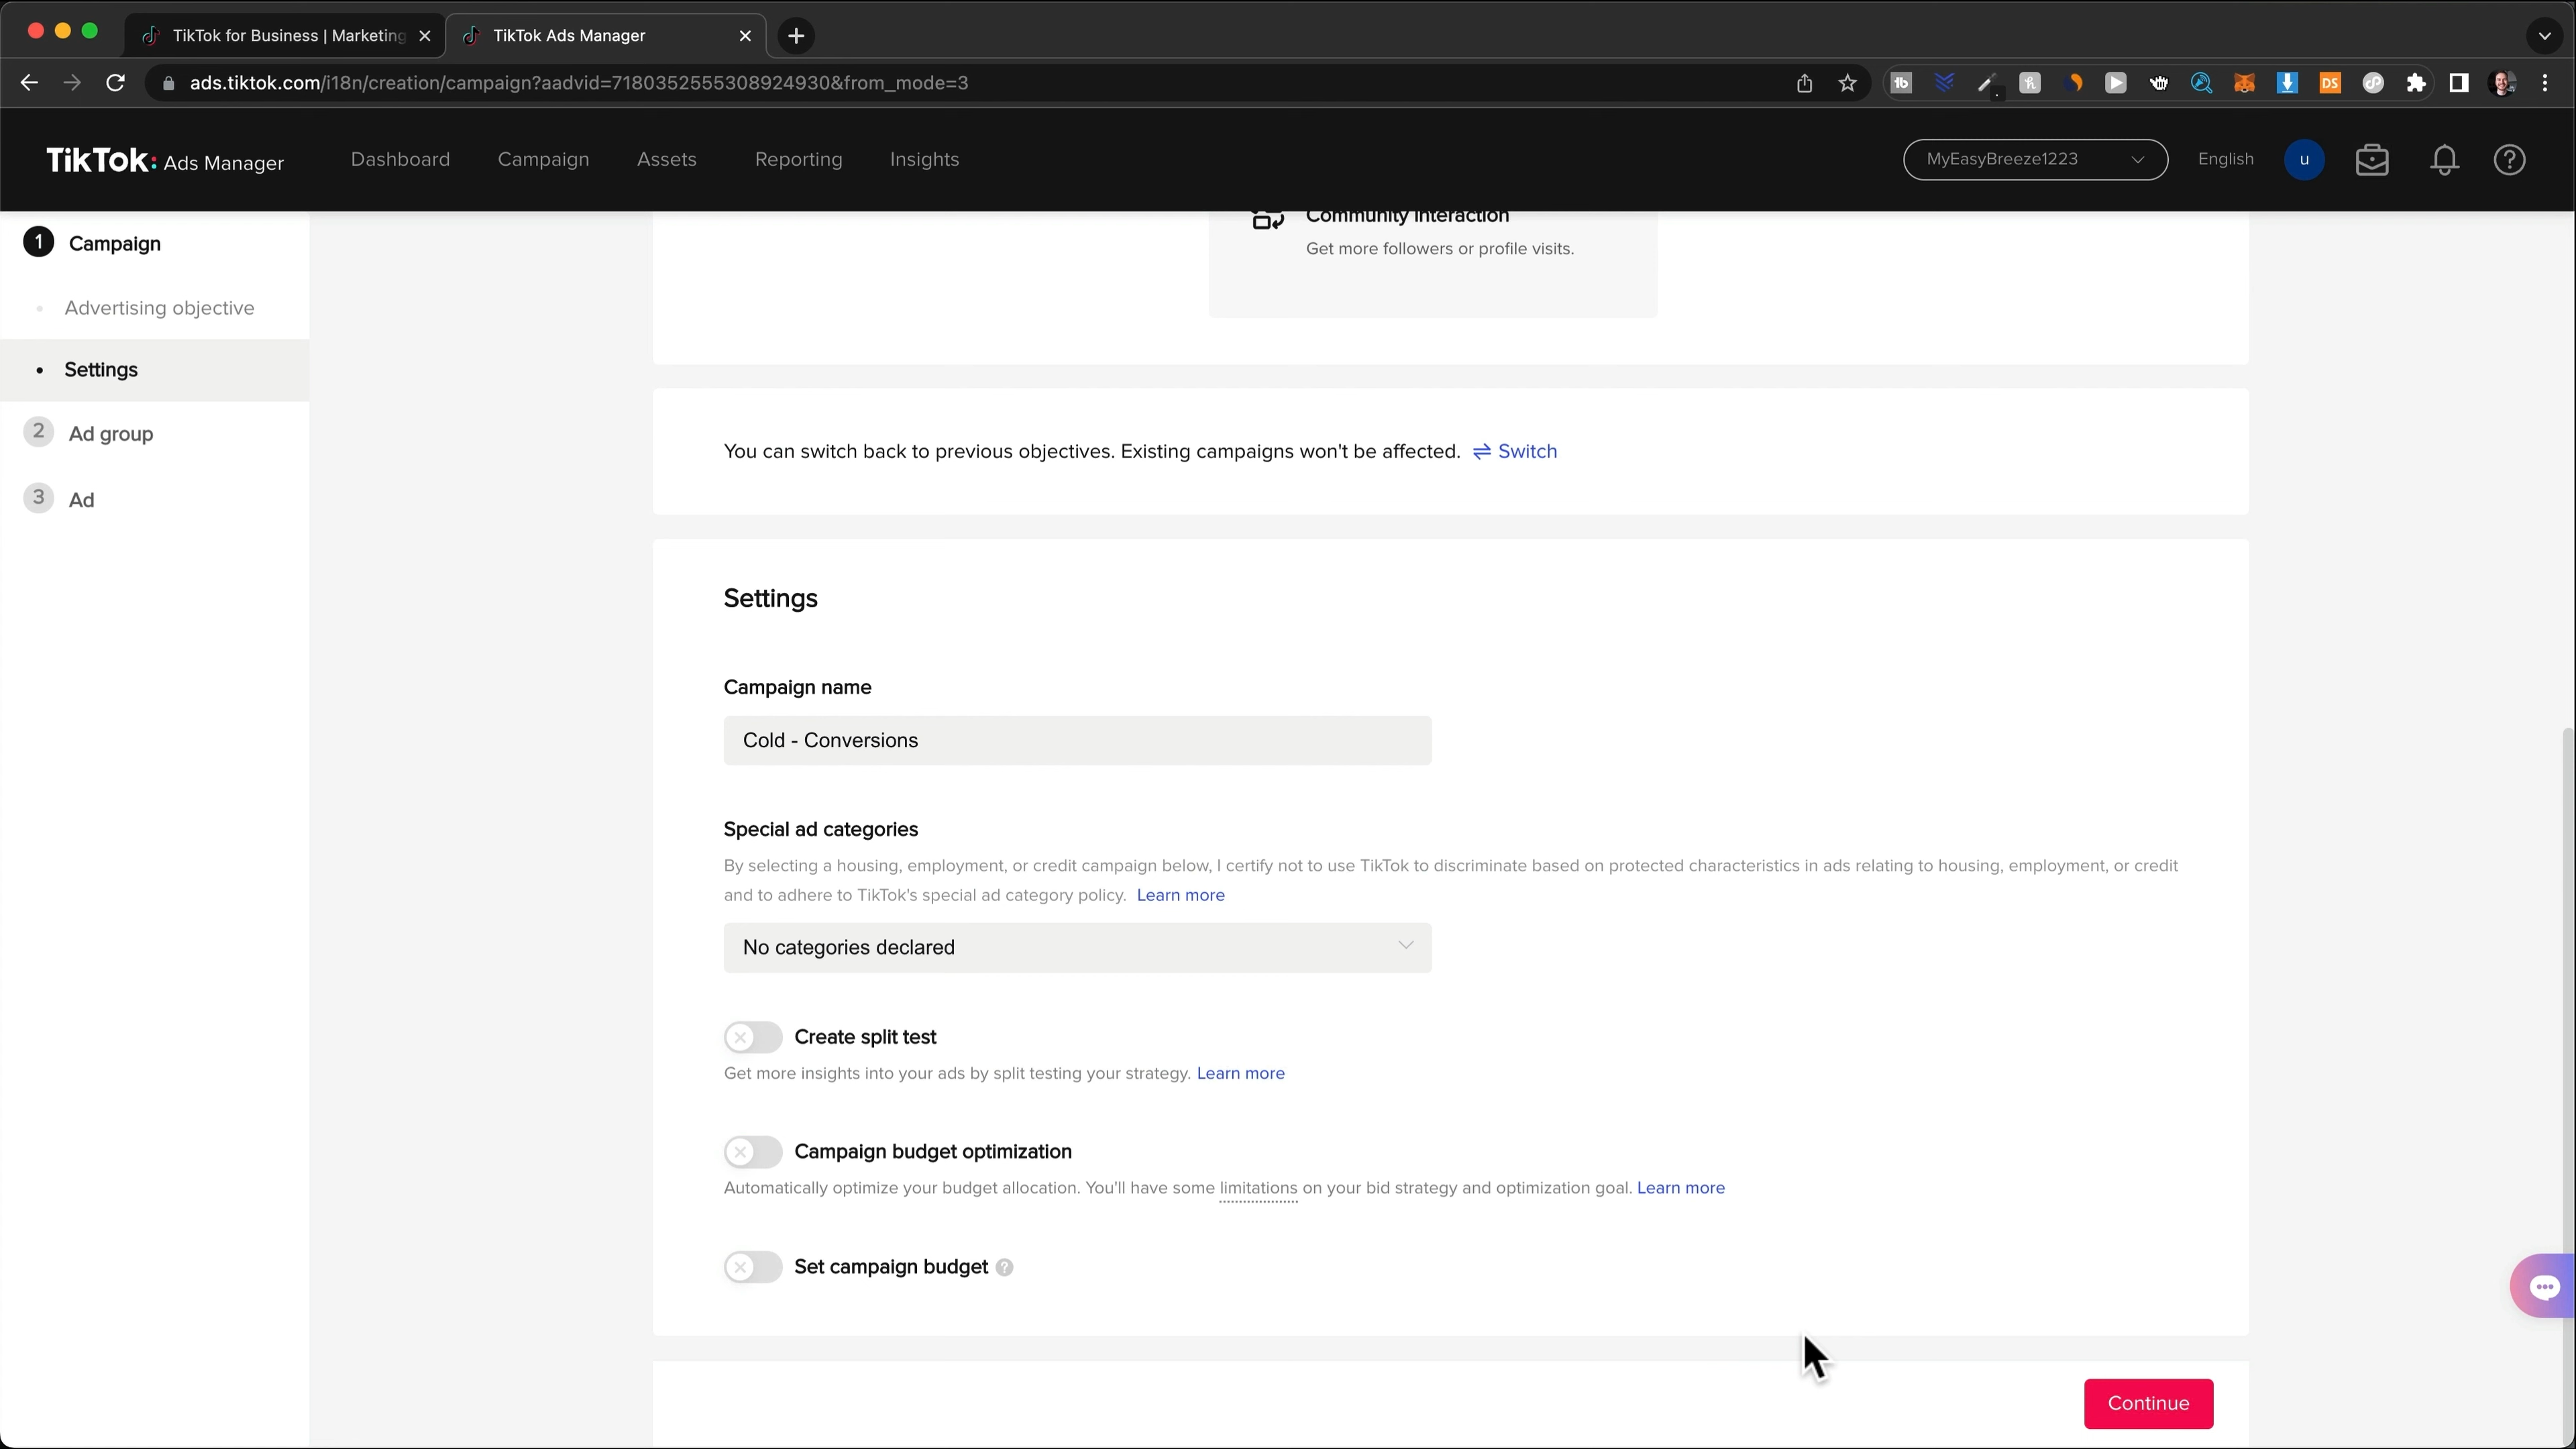 TikTok for Business | Marketing
TikTok Ads Manager
ads.tiktok.com/i18n/creation/campaign?aadvid=7180352555308924930&from_mode=3
TikTok: Ads Manager
Dashboard
Campaign
Assets
Reporting
Insights
MyEasyBreeze1223
English
u
1 Campaign
Advertising objective
Settings
2 Ad group
3 Ad
Community interaction
Get more followers or profile visits.
You can switch back to previous objectives. Existing campaigns won't be affected. Switch
Settings
Campaign name
Cold - Conversions
Special ad categories
By selecting a housing, employment, or credit campaign below, I certify not to use TikTok to discriminate based on protected characteristics in ads relating to housing, employment, or credit
and to adhere to TikTok's special ad category policy. Learn more
No categories declared
Create split test
Get more insights into your ads by split testing your strategy. Learn more
Campaign budget optimization
Automatically optimize your budget allocation. You'll have some limitations on your bid strategy and optimization goal. Learn more
Set campaign budget ?
Continue